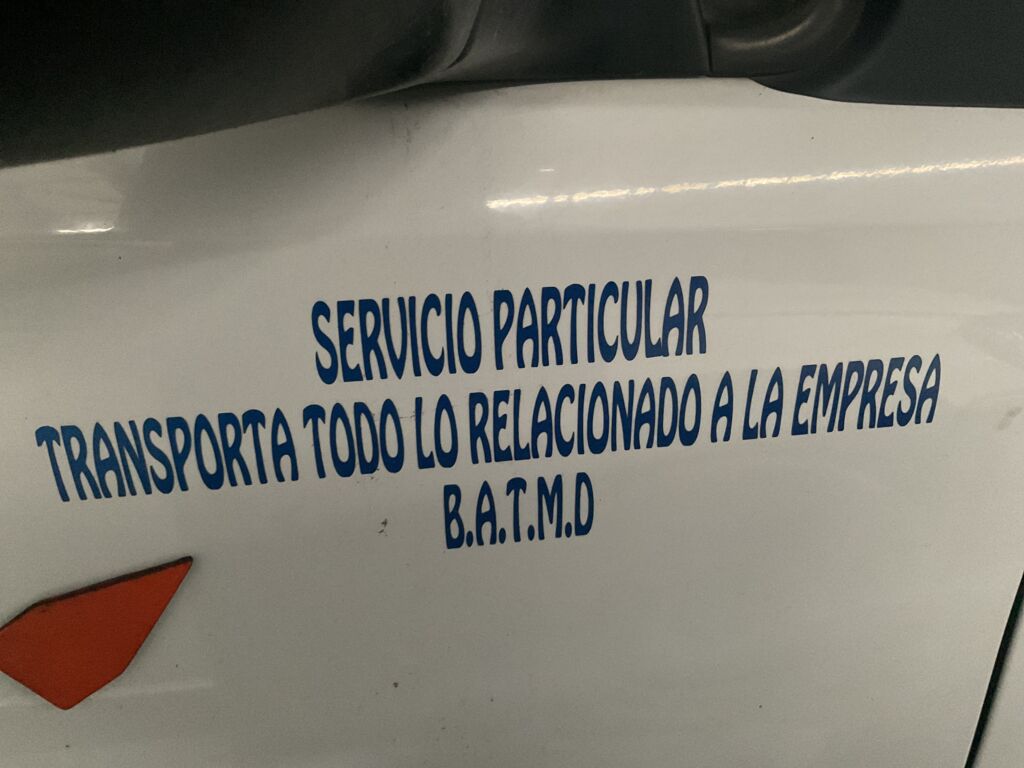 SERVICIO PARTICULAR
TRANSPORTA TODO LO RELACIONADO A LA EMPRESA
B.A.T.M.D